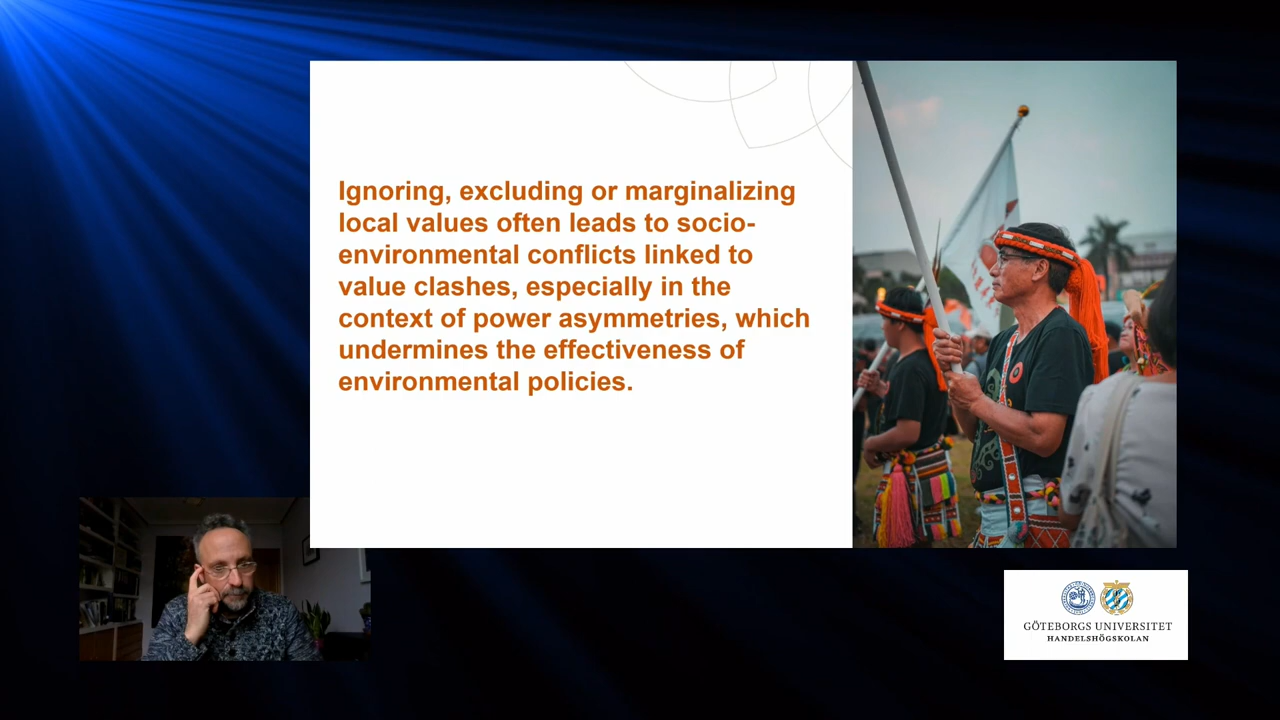 Ignoring, excluding or marginalizing
local values often leads to socio-
environmental conflicts linked to
value clashes, especially in the
context of power asymmetries, which
undermines the effectiveness of
environmental policies.
GÖTEBORGS UNIVERSITET
HANDELSHÖGSKOLAN